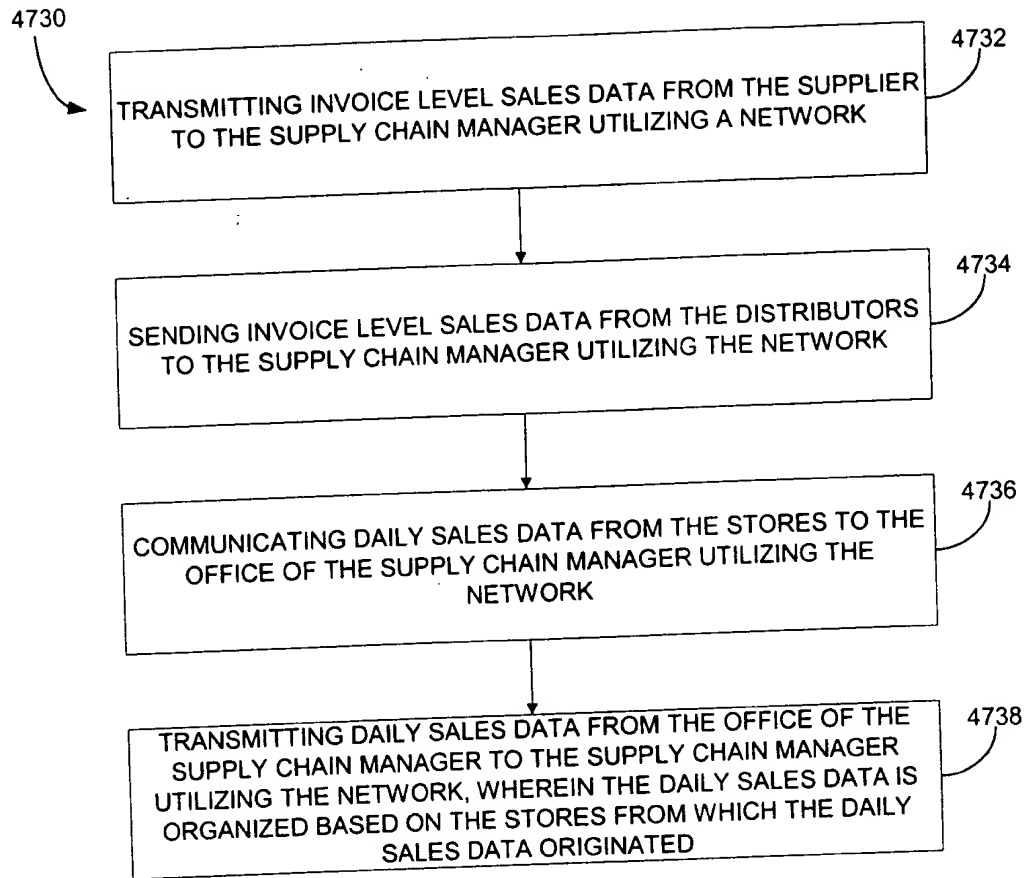 4730
4732
TRANSMITTING INVOICE LEVEL SALES DATA FROM THE SUPPLIER
TO THE SUPPLY CHAIN MANAGER UTILIZING A NETWORK
4734
SENDING INVOICE LEVEL SALES DATA FROM THE DISTRIBUTORS
TO THE SUPPLY CHAIN MANAGER UTILIZING THE NETWORK
4736
COMMUNICATING DAILY SALES DATA FROM THE STORES TO THE
OFFICE OF THE SUPPLY CHAIN MANAGER UTILIZING THE
NETWORK
4738
TRANSMITTING DAILY SALES DATA FROM THE OFFICE OF THE
SUPPLY CHAIN MANAGER TO THE SUPPLY CHAIN MANAGER
UTILIZING THE NETWORK, WHEREIN THE DAILY SALES DATA IS
ORGANIZED BASED ON THE STORES FROM WHICH THE DAILY
SALES DATA ORIGINATED